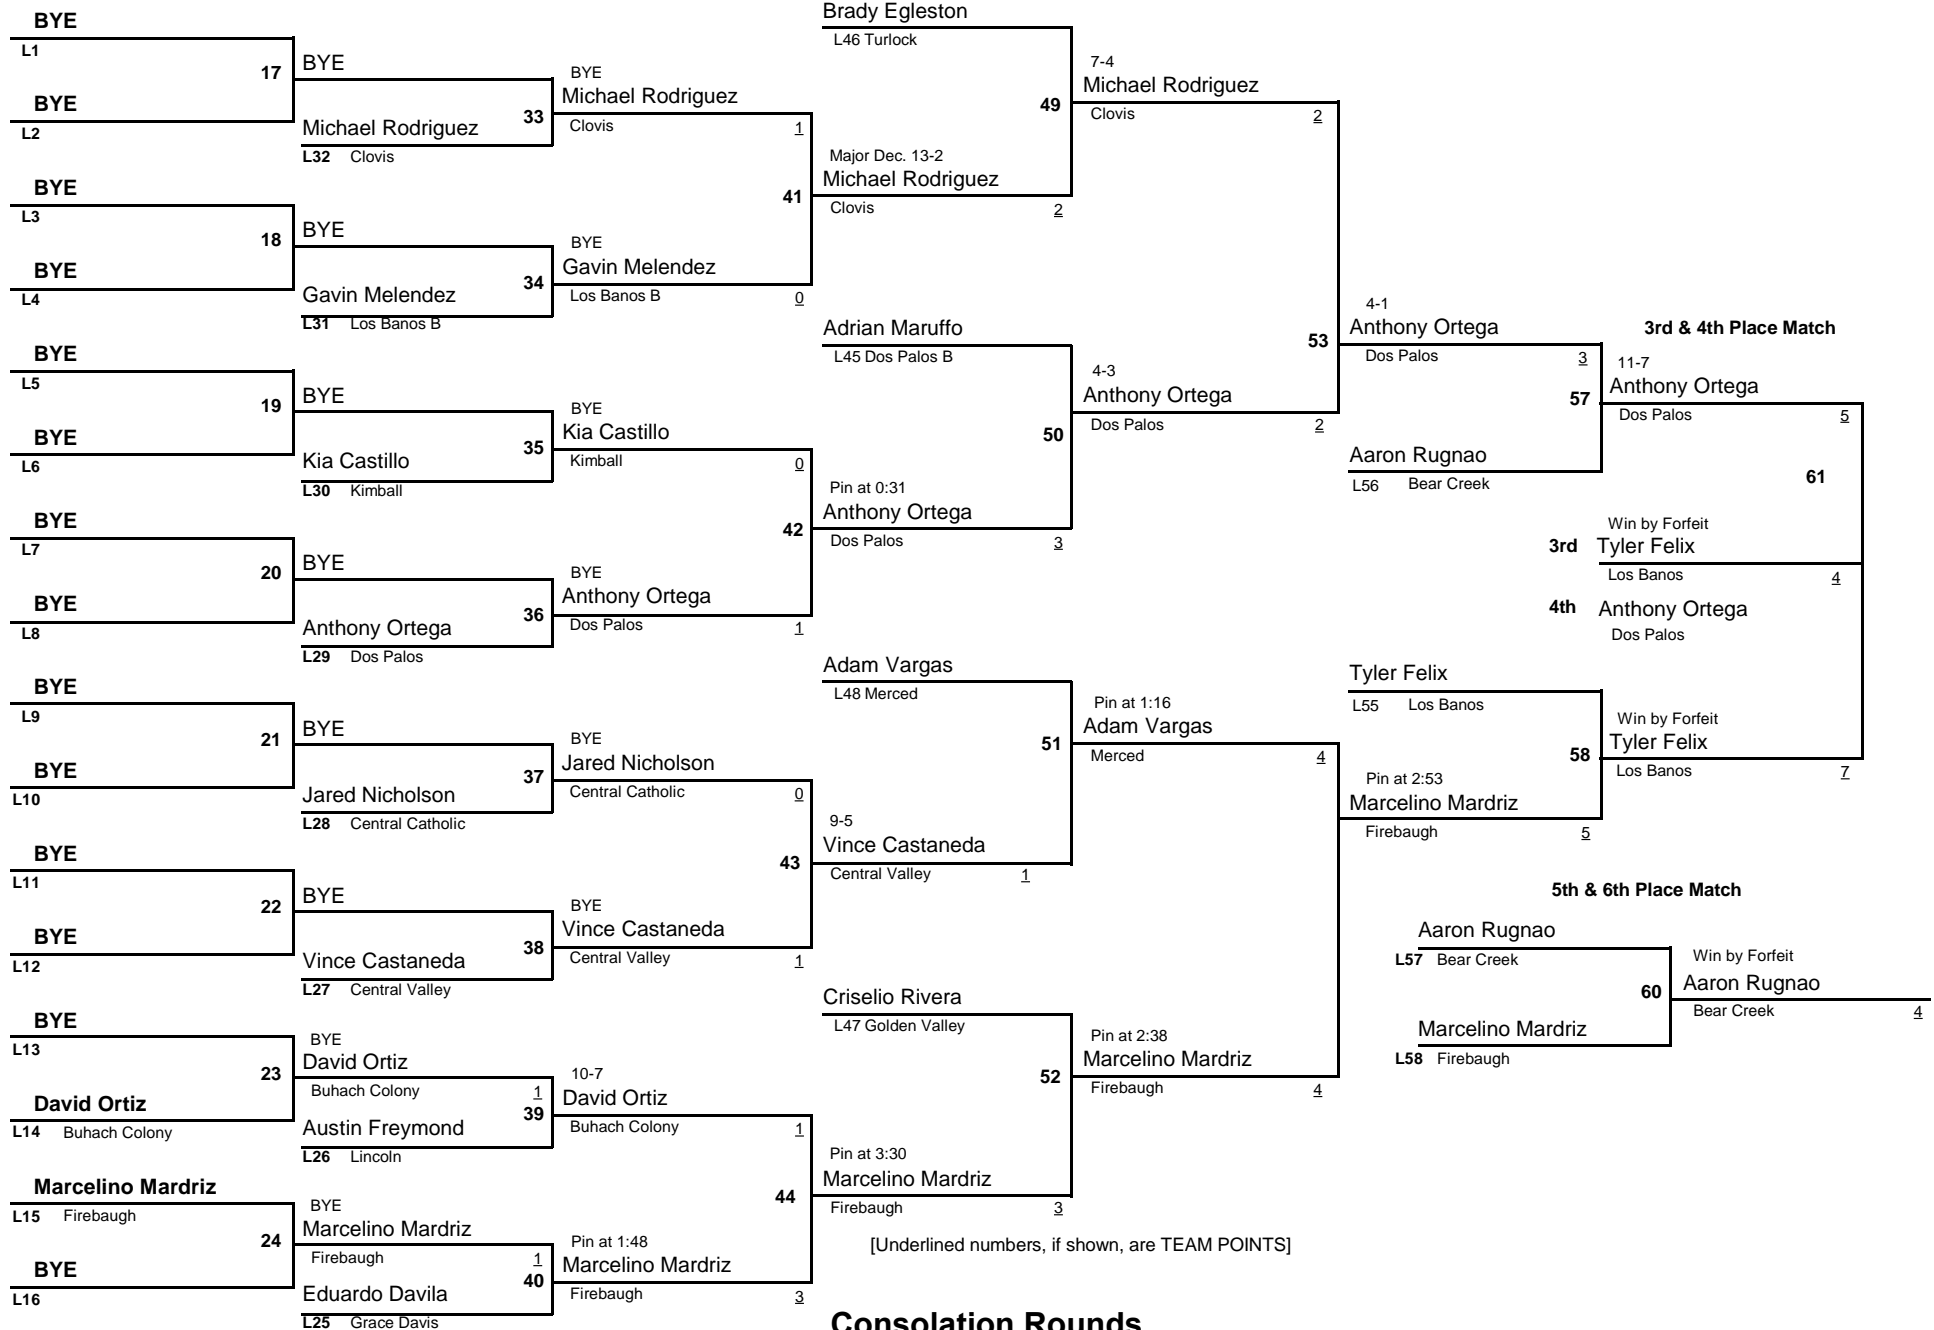 BYE
L1
17
BYE
L2
BYE
L3
18
BYE
L4
BYE
L5
19
BYE
L6
BYE
L7
20
BYE
L8
BYE
L9
21
BYE
L10
BYE
L11
22
BYE
L12
BYE
L13
23
David Ortiz
L14 Buhach Colony
Marcelino Mardriz
L15 Firebaugh
24
BYE
L16
BYE
33
Michael Rodriguez
L32 Clovis
BYE
34
Gavin Melendez
L31 Los Banos B
BYE
35
Kia Castillo
L30 Kimball
BYE
36
Anthony Ortega
L29 Dos Palos
BYE
37
Jared Nicholson
L28 Central Catholic
BYE
38
Vince Castaneda
L27 Central Valley
BYE
David Ortiz
Buhach Colony 1
39
Austin Freymond
L26 Lincoln
BYE
Marcelino Mardriz
Firebaugh 1
40
Eduardo Davila
L25 Grace Davis
BYE
Michael Rodriguez
Clovis 1
41
BYE
Gavin Melendez
Los Banos B 0
BYE
Kia Castillo
Kimball 0
42
BYE
Anthony Ortega
Dos Palos 1
BYE
Jared Nicholson
Central Catholic 0
43
BYE
Vince Castaneda
Central Valley 1
10-7
David Ortiz
Buhach Colony 1
44
Pin at 1:48
Marcelino Mardriz
Firebaugh 3
Brady Egleston
L46 Turlock
49
Major Dec. 13-2
Michael Rodriguez
Clovis 2
Adrian Maruffo
L45 Dos Palos B
50
Pin at 0:31
Anthony Ortega
Dos Palos 3
Adam Vargas
L48 Merced
51
9-5
Vince Castaneda
Central Valley 1
Criselio Rivera
L47 Golden Valley
52
Pin at 3:30
Marcelino Mardriz
Firebaugh 3
[Underlined numbers, if shown, are TEAM POINTS]
Consolation Rounds
7-4
Michael Rodriguez
Clovis 2
53
4-3
Anthony Ortega
Dos Palos 2
Pin at 1:16
Adam Vargas
Merced 4
Pin at 2:38
Marcelino Mardriz
Firebaugh 4
4-1
Anthony Ortega
Dos Palos 3
57
Aaron Rugnao
L56 Bear Creek
Tyler Felix
L55 Los Banos
58
Pin at 2:53
Marcelino Mardriz
Firebaugh 5
3rd & 4th Place Match
11-7
Anthony Ortega
Dos Palos 5
61
Win by Forfeit
3rd Tyler Felix
Los Banos 4
4th Anthony Ortega
Dos Palos
Win by Forfeit
Tyler Felix
Los Banos 7
5th & 6th Place Match
Aaron Rugnao
L57 Bear Creek
60
Marcelino Mardriz
L58 Firebaugh
Win by Forfeit
Aaron Rugnao
Bear Creek 4